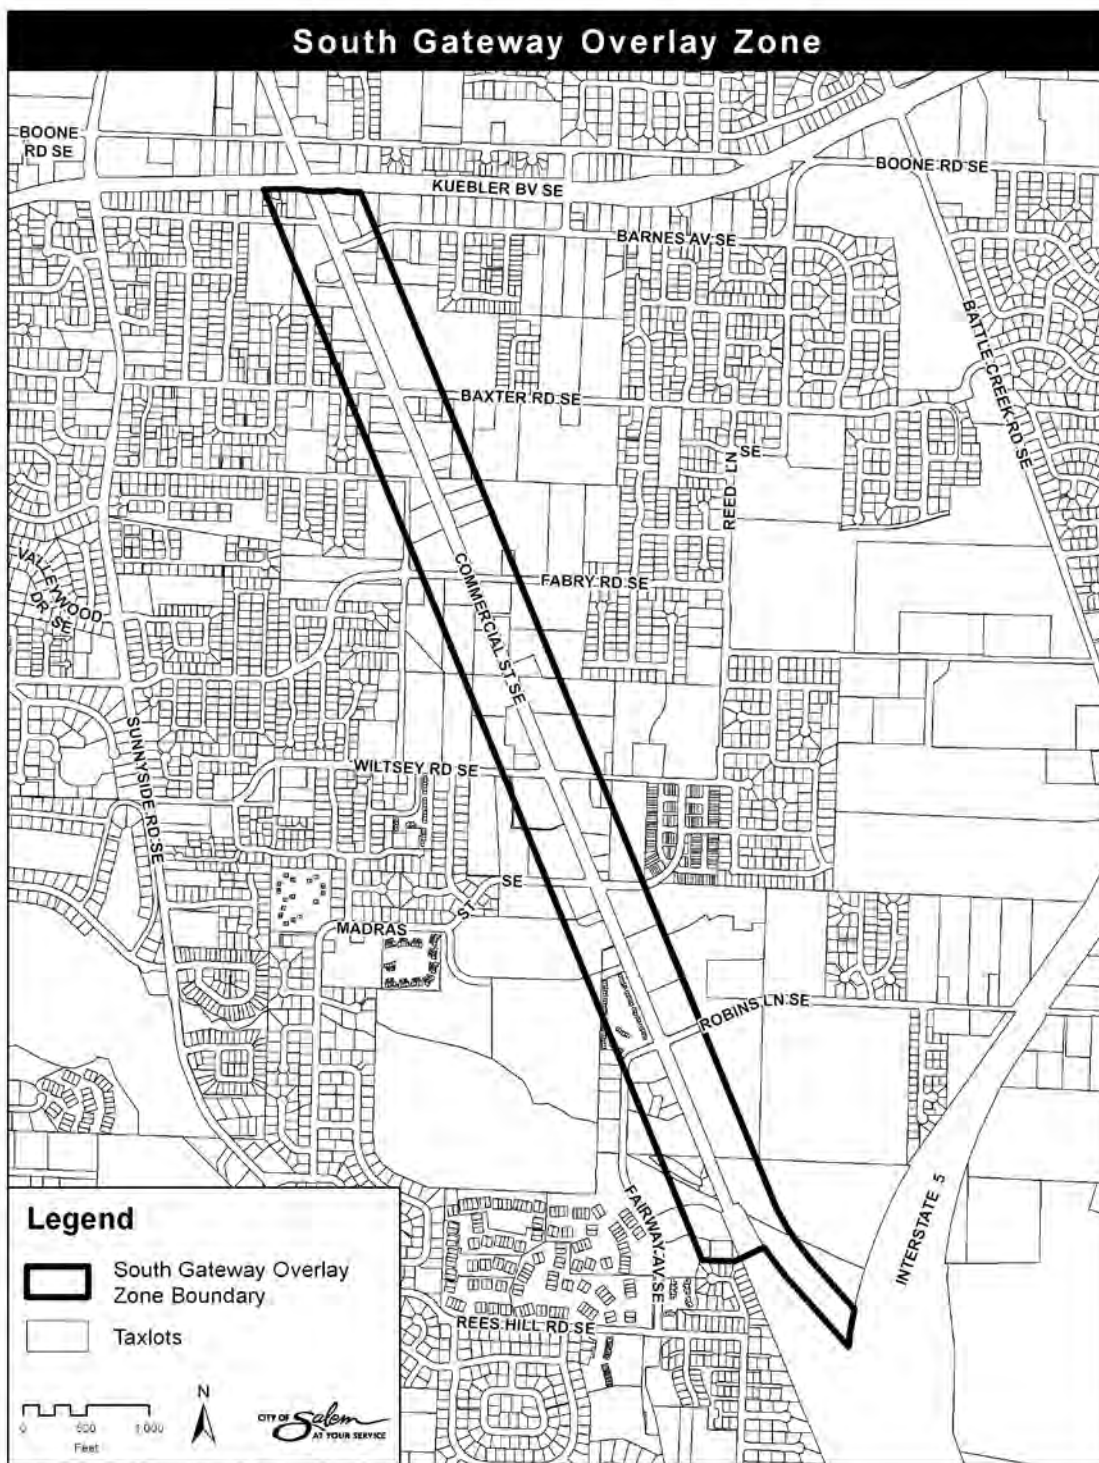 South Gateway Overlay Zone
BOONE
RD SE
BOONE RD SE
KUEBLER BV SE
BARNES AV SE
BATTLE CREEK RD SE
BAXTER RD SE
SE
REED LN
VALLEYWOOD
DR SE
COMMERCIAL ST SE
FABRY RD SE
SUNNYSIDE RD SE
WILTSEY RD SE
SE
ST
MADRAS
ROBINS LN SE
INTERSTATE 5
FAIRWAY AV SE
REES HILL RD SE
Legend
South Gateway Overlay
Zone Boundary
Taxlots
N
0 500 1,000
Feet
CITY OF Salem
AT YOUR SERVICE